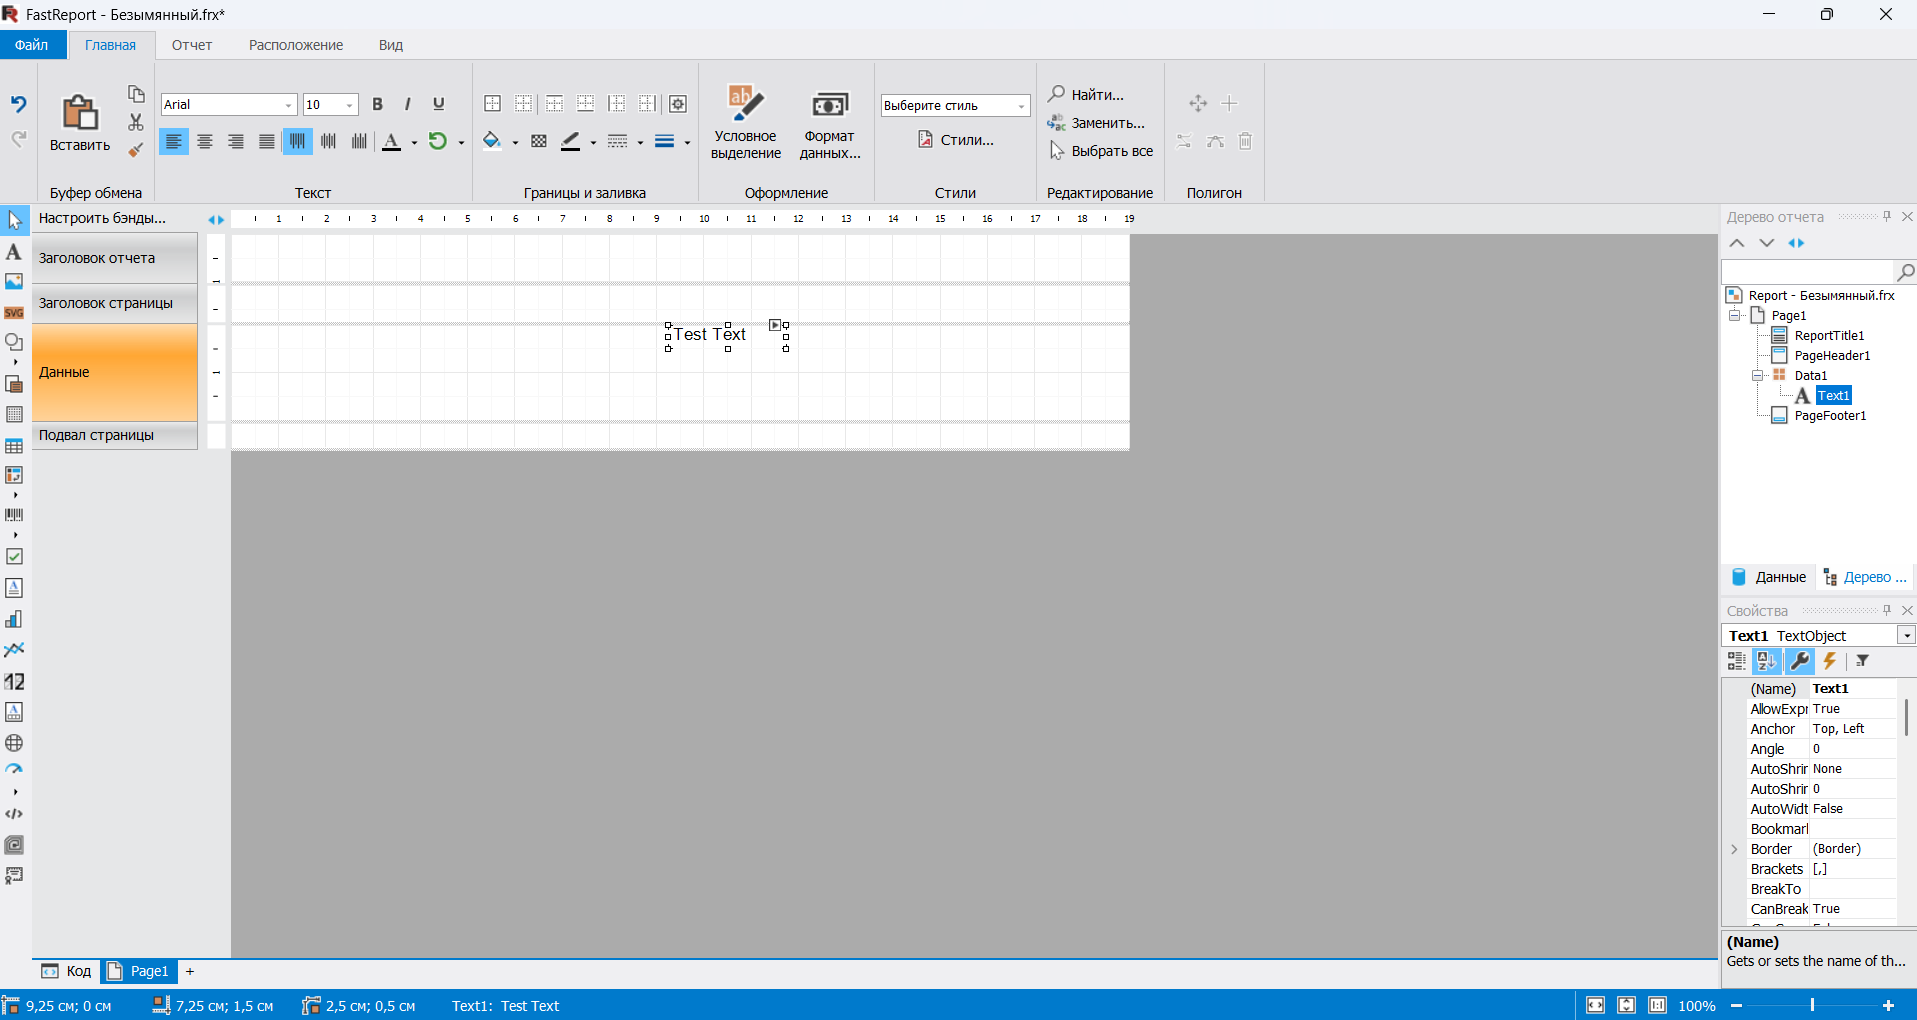 FastReport - Безымянный.frx*
Файл Главная Отчет Расположение Вид
Вставить
Буфер обмена
Arial 10
B I U
Текст
Границы и заливка
Условное выделение
Формат данных...
Оформление
Выберите стиль
Стили...
Стили
Найти...
Заменить...
Выбрать все
Редактирование
Полигон
Настроить бэнды...
1 2 3 4 5 6 7 8 9 10 11 12 13 14 15 16 17 18 19
Заголовок отчета
Заголовок страницы
Данные
Подвал страницы
1
1
Test Text
SVG
12
Дерево отчета
Report - Безымянный.frx
Page1
ReportTitle1
PageHeader1
Data1
Text1
PageFooter1
Данные Дерево ...
Свойства
Text1 TextObject
(Name) Text1
AllowExpr True
Anchor Top, Left
Angle 0
AutoShrir None
AutoShrir 0
AutoWidt False
Bookmarl
Border (Border)
Brackets [,]
BreakTo
CanBreak True
(Name)
Gets or sets the name of th...
Код Page1 +
9,25 см; 0 см 7,25 см; 1,5 см 2,5 см; 0,5 см Text1: Test Text
1:1 100%